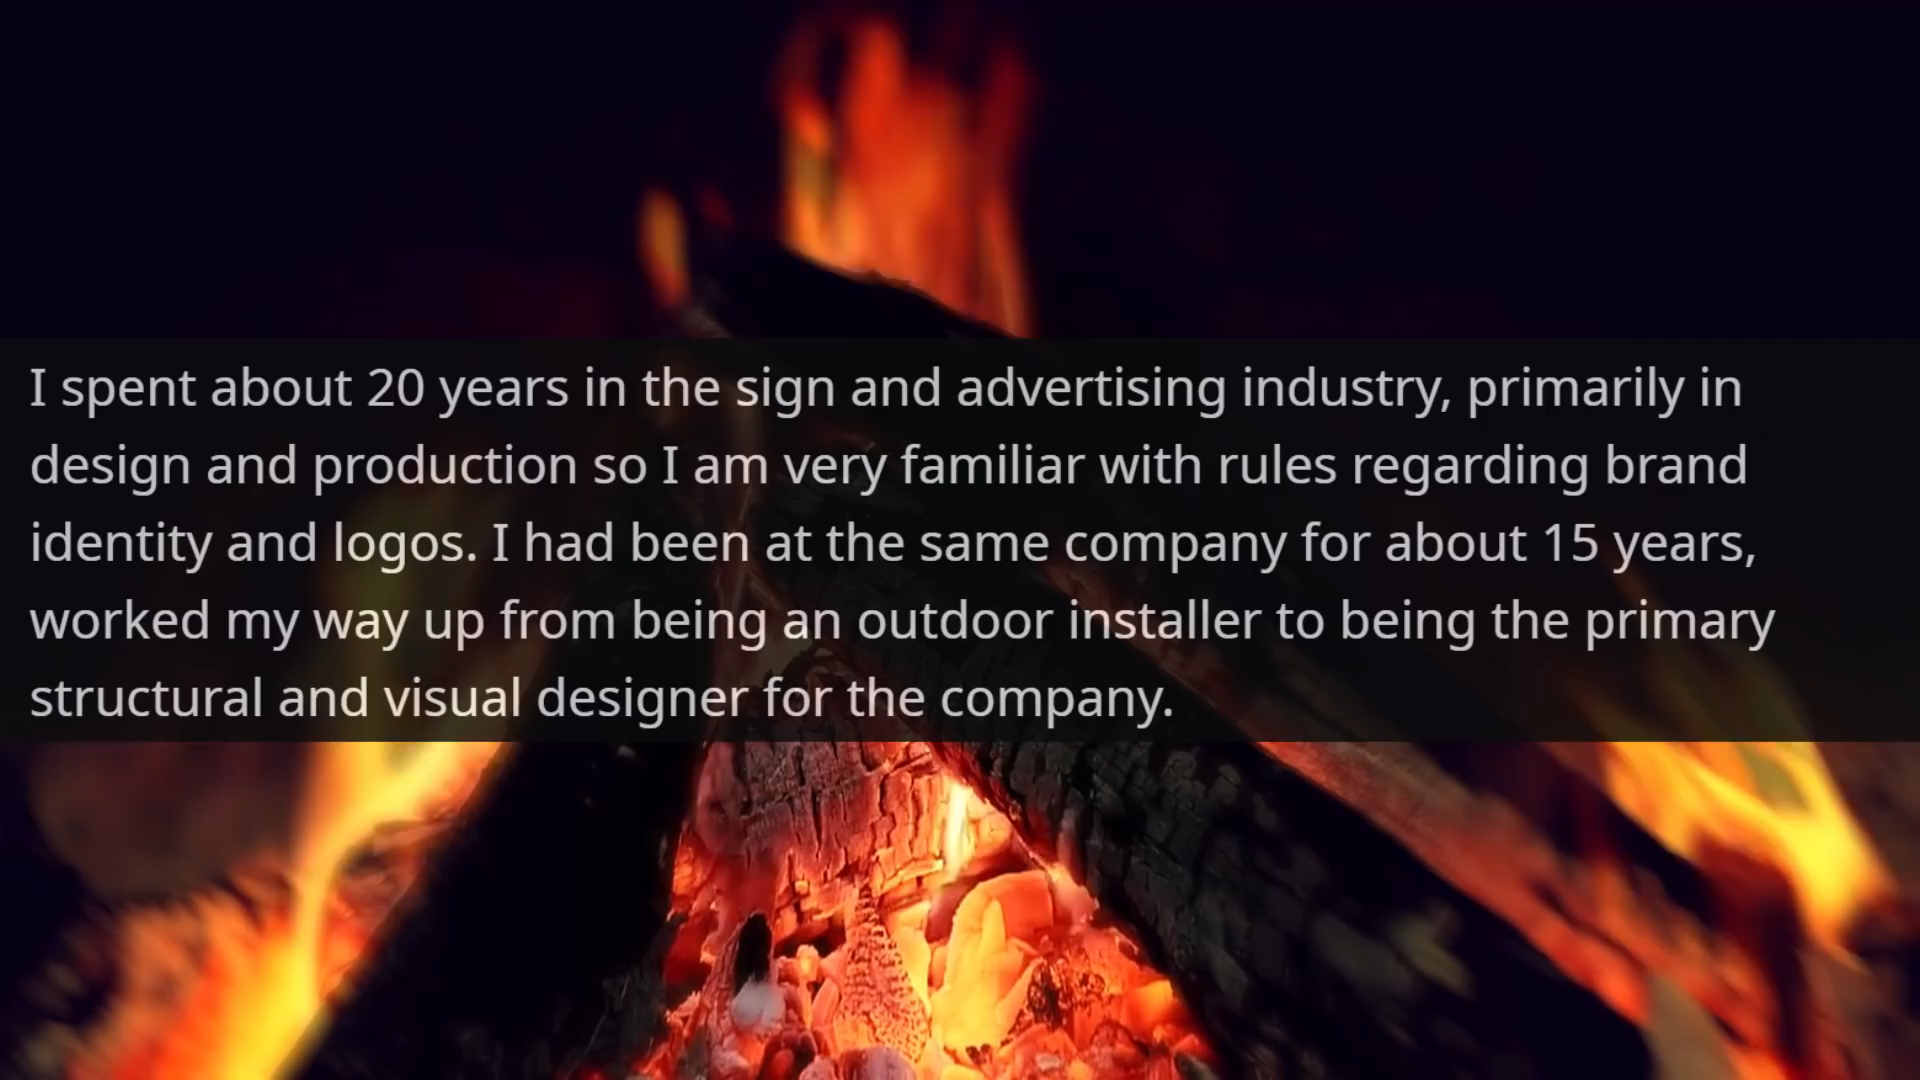 I spent about 20 years in the sign and advertising industry, primarily in
design and production so I am very familiar with rules regarding brand
identity and logos. I had been at the same company for about 15 years,
worked my way up from being an outdoor installer to being the primary
structural and visual designer for the company.